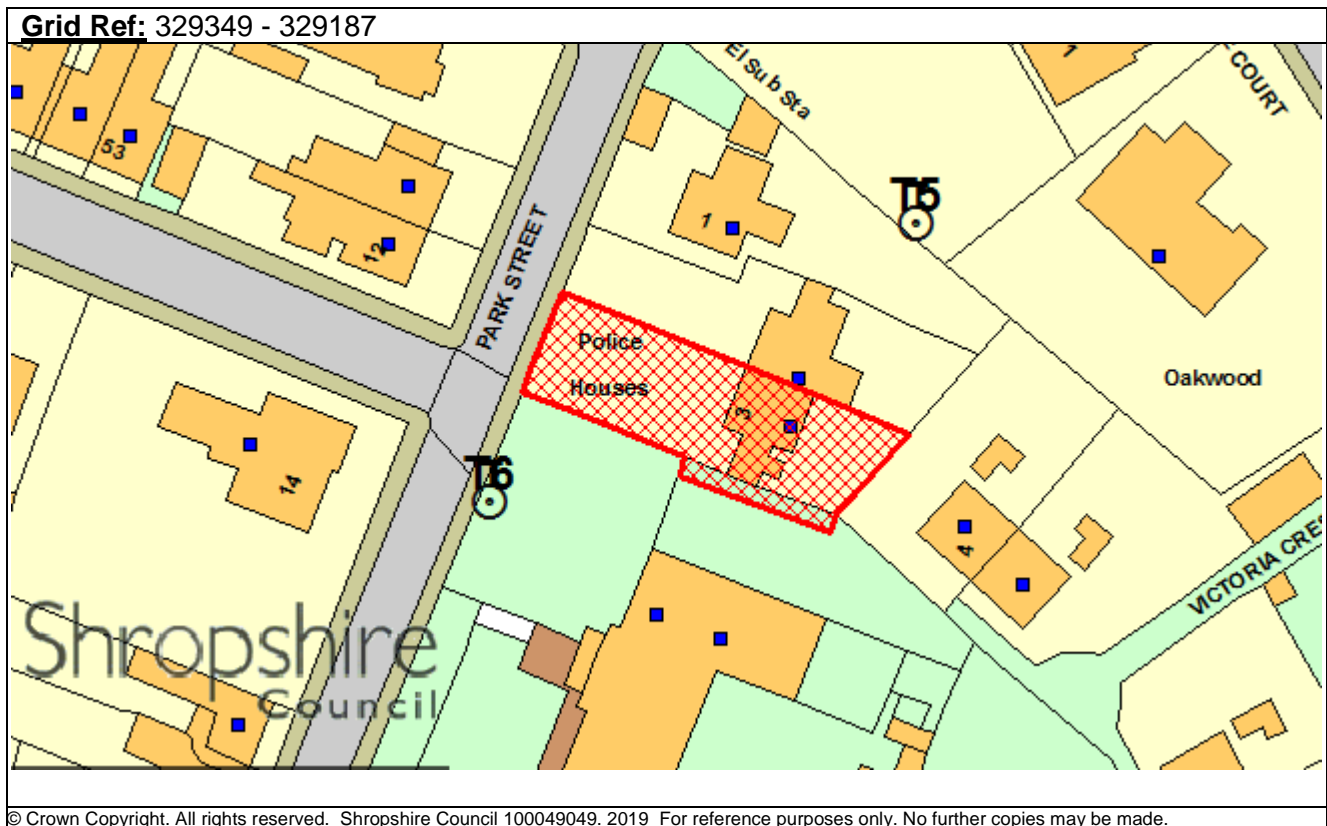 Grid Ref: 329349 - 329187
El Sub Sta
1
COURT
53
T5
PARK STREET
1
12
Police
Houses
Oakwood
3
T6
14
4
VICTORIA CRE
Shropshire
Council
© Crown Copyright. All rights reserved. Shropshire Council 100049049. 2019 For reference purposes only. No further copies may be made.